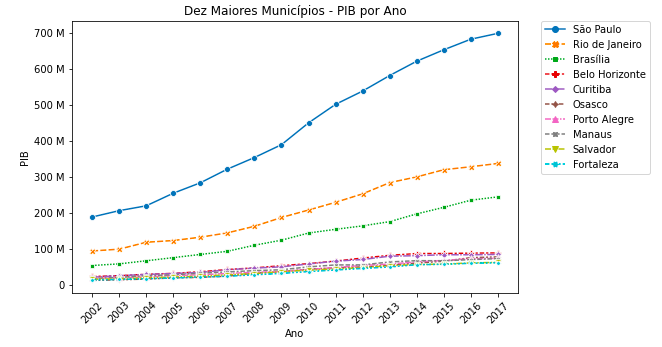 Dez Maiores Municípios - PIB por Ano
700 M
600 M
500 M
400 M
300 M
200 M
100 M
0
PIB
2002
2003
2004
2005
2006
2007
2008
2009
2010
2011
2012
2013
2014
2015
2016
2017
Ano
São Paulo
Rio de Janeiro
Brasília
Belo Horizonte
Curitiba
Osasco
Porto Alegre
Manaus
Salvador
Fortaleza